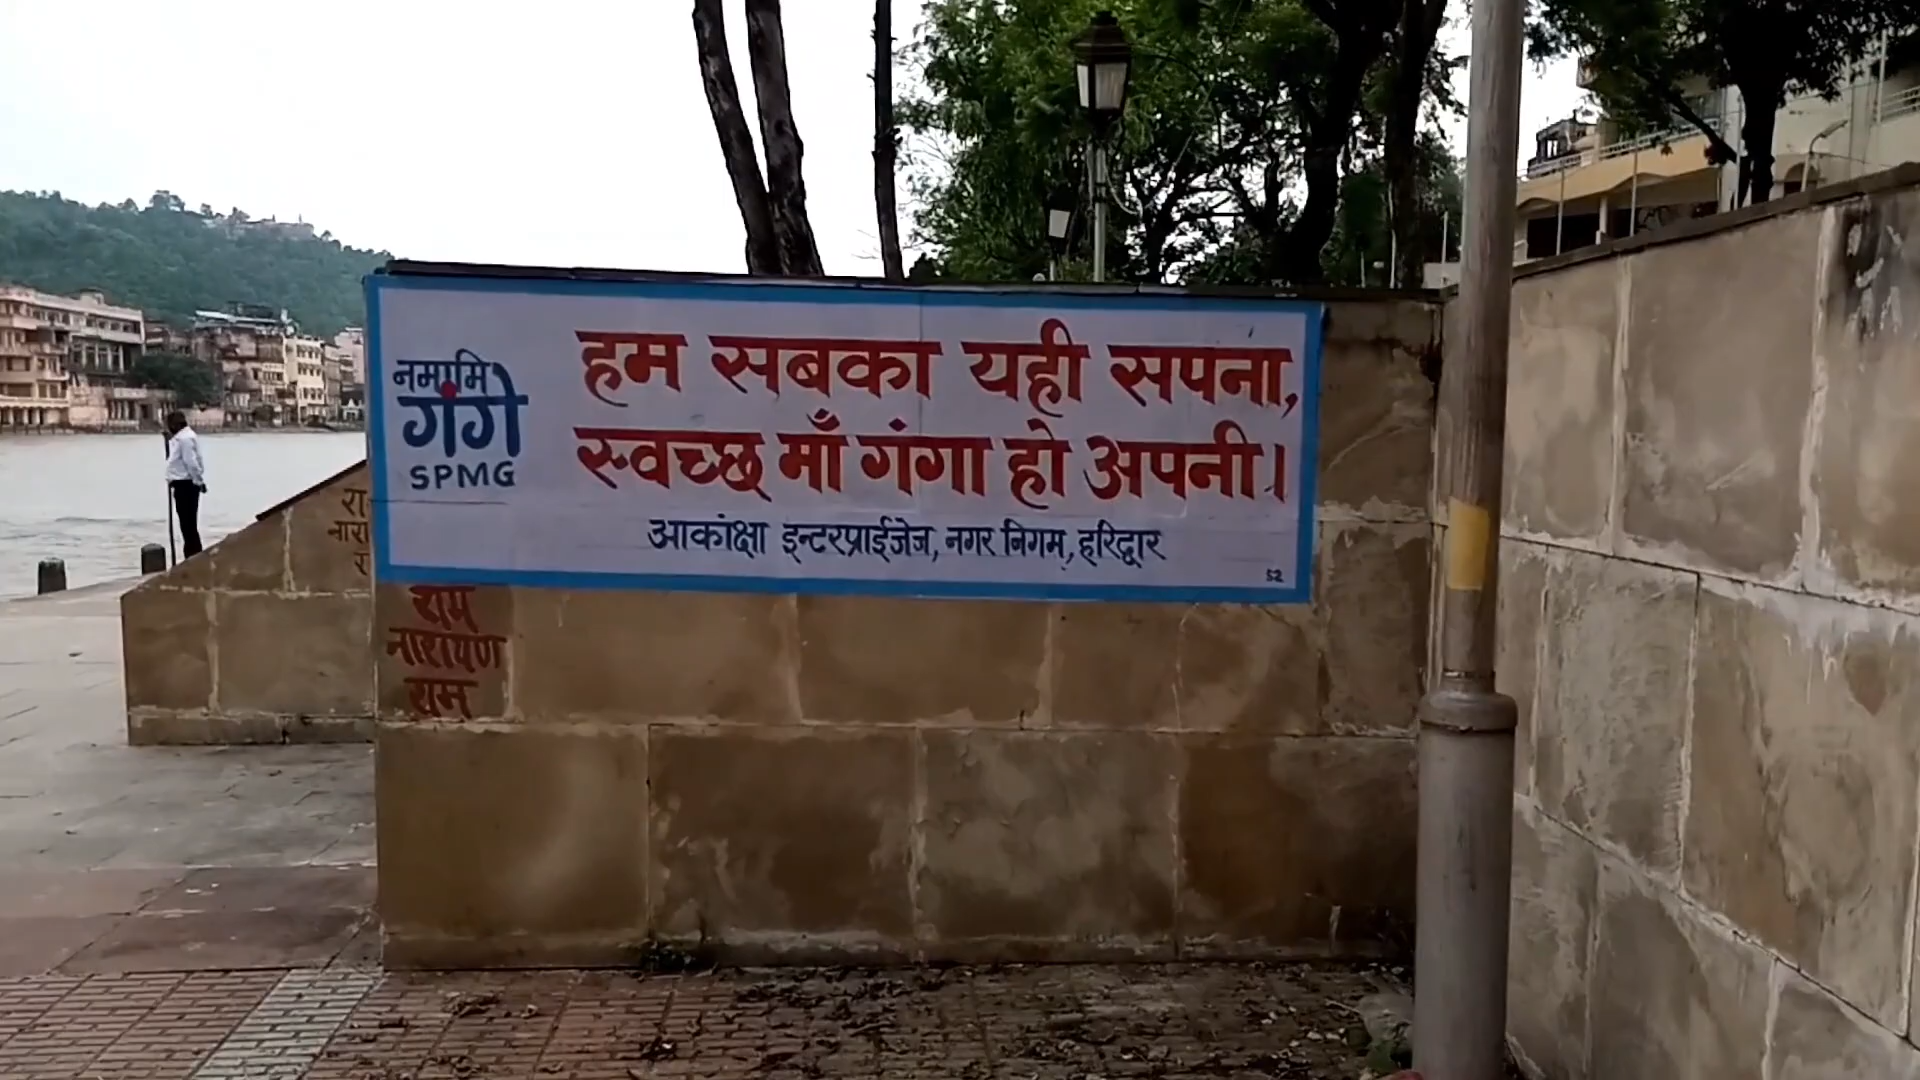 नमामि
गंगे
SPMG
हम सबका यही सपना,
स्वच्छ माँ गंगा हो अपनी।
आकांक्षा इन्टरप्राईजेज, नगर निगम, हरिद्वार
52
राम
नारायण
राम